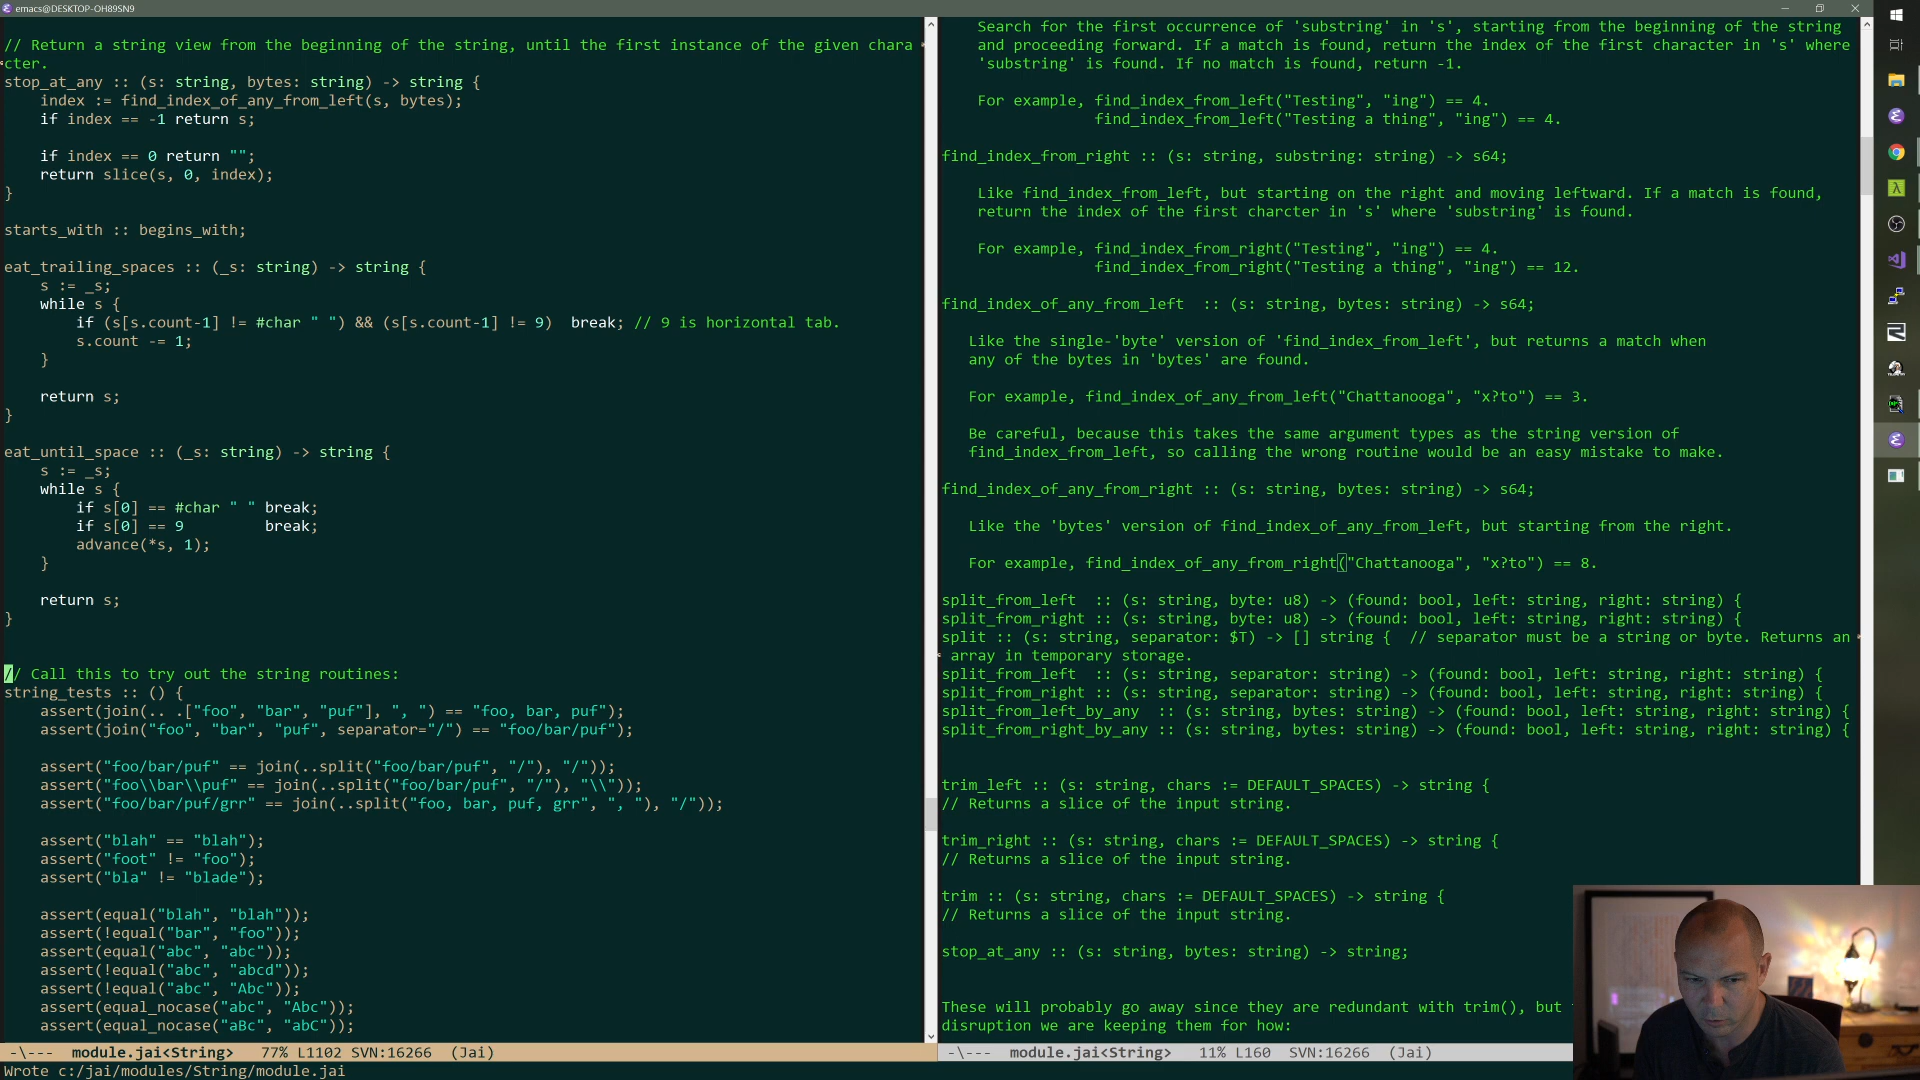 emacs@DESKTOP-OH89SN9
// Return a string view from the beginning of the string, until the first instance of the given chara
cter.
stop_at_any :: (s: string, bytes: string) -> string {
    index := find_index_of_any_from_left(s, bytes);
    if index == -1 return s;
    if index == 0 return "";
    return slice(s, 0, index);
}
starts_with :: begins_with;
eat_trailing_spaces :: (_s: string) -> string {
    s := _s;
    while s {
        if (s[s.count-1] != #char " ") && (s[s.count-1] != 9)  break; // 9 is horizontal tab.
        s.count -= 1;
    }
    return s;
}
eat_until_space :: (_s: string) -> string {
    s := _s;
    while s {
        if s[0] == #char " " break;
        if s[0] == 9         break;
        advance(*s, 1);
    }
    return s;
}
// Call this to try out the string routines:
string_tests :: () {
    assert(join(.. .["foo", "bar", "puf"], ", ") == "foo, bar, puf");
    assert(join("foo", "bar", "puf", separator="/") == "foo/bar/puf");
    assert("foo/bar/puf" == join(..split("foo/bar/puf", "/"), "/"));
    assert("foo\\bar\\puf" == join(..split("foo/bar/puf", "/"), "\\"));
    assert("foo/bar/puf/grr" == join(..split("foo, bar, puf, grr", ", "), "/"));
    assert("blah" == "blah");
    assert("foot" != "foo");
    assert("bla" != "blade");
    assert(equal("blah", "blah"));
    assert(!equal("bar", "foo"));
    assert(equal("abc", "abc"));
    assert(!equal("abc", "abcd"));
    assert(!equal("abc", "Abc"));
    assert(equal_nocase("abc", "Abc"));
    assert(equal_nocase("aBc", "abC"));
-\---  module.jai<String>   77% L1102 SVN:16266  (Jai)
Wrote c:/jai/modules/String/module.jai
    Search for the first occurrence of 'substring' in 's', starting from the beginning of the string
    and proceeding forward. If a match is found, return the index of the first character in 's' where
    'substring' is found. If no match is found, return -1.
    For example, find_index_from_left("Testing", "ing") == 4.
                 find_index_from_left("Testing a thing", "ing") == 4.
find_index_from_right :: (s: string, substring: string) -> s64;
    Like find_index_from_left, but starting on the right and moving leftward. If a match is found,
    return the index of the first charcter in 's' where 'substring' is found.
    For example, find_index_from_right("Testing", "ing") == 4.
                 find_index_from_right("Testing a thing", "ing") == 12.
find_index_of_any_from_left  :: (s: string, bytes: string) -> s64;
   Like the single-'byte' version of 'find_index_from_left', but returns a match when
   any of the bytes in 'bytes' are found.
   For example, find_index_of_any_from_left("Chattanooga", "x?to") == 3.
   Be careful, because this takes the same argument types as the string version of
   find_index_from_left, so calling the wrong routine would be an easy mistake to make.
find_index_of_any_from_right :: (s: string, bytes: string) -> s64;
   Like the 'bytes' version of find_index_of_any_from_left, but starting from the right.
   For example, find_index_of_any_from_right("Chattanooga", "x?to") == 8.
split_from_left  :: (s: string, byte: u8) -> (found: bool, left: string, right: string) {
split_from_right :: (s: string, byte: u8) -> (found: bool, left: string, right: string) {
split :: (s: string, separator: $T) -> [] string {  // separator must be a string or byte. Returns an
 array in temporary storage.
split_from_left  :: (s: string, separator: string) -> (found: bool, left: string, right: string) {
split_from_right :: (s: string, separator: string) -> (found: bool, left: string, right: string) {
split_from_left_by_any  :: (s: string, bytes: string) -> (found: bool, left: string, right: string) {
split_from_right_by_any :: (s: string, bytes: string) -> (found: bool, left: string, right: string) {
trim_left :: (s: string, chars := DEFAULT_SPACES) -> string {
// Returns a slice of the input string.
trim_right :: (s: string, chars := DEFAULT_SPACES) -> string {
// Returns a slice of the input string.
trim :: (s: string, chars := DEFAULT_SPACES) -> string {
// Returns a slice of the input string.
stop_at_any :: (s: string, bytes: string) -> string;
These will probably go away since they are redundant with trim(), but
disruption we are keeping them for how:
-\---  module.jai<String>   11% L160  SVN:16266  (Jai)